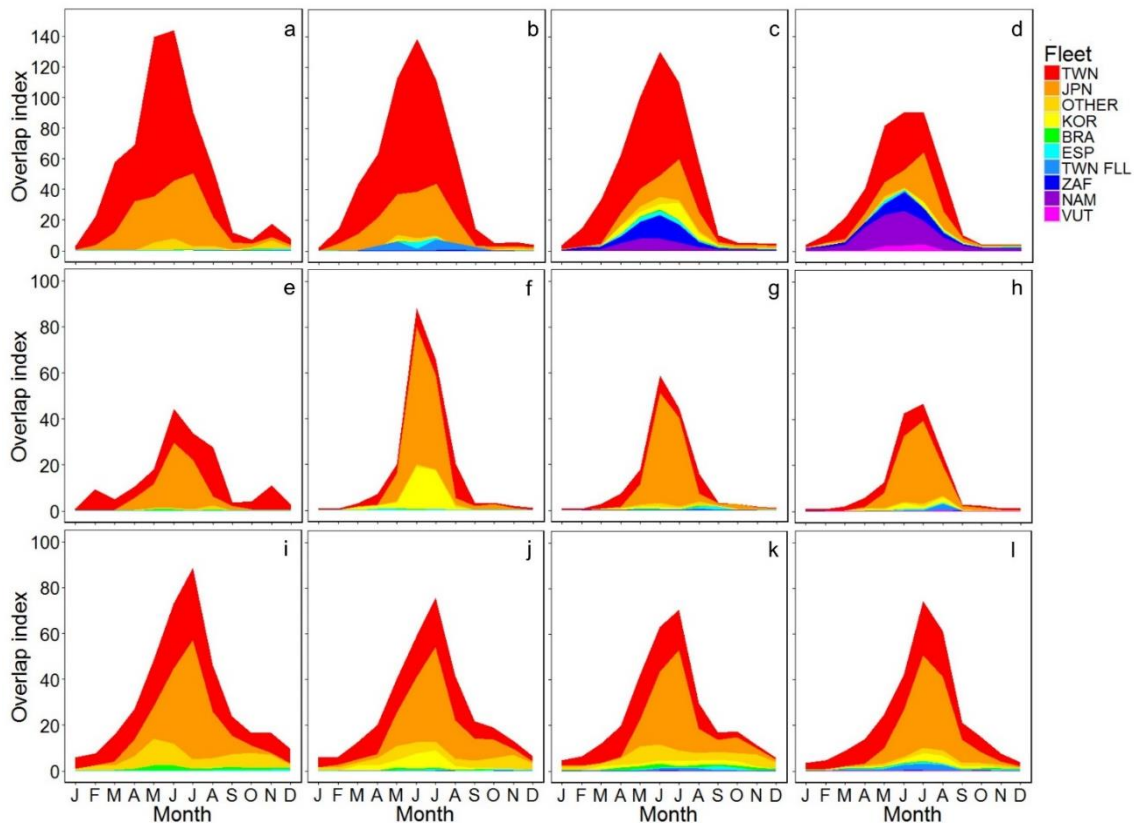 a
b
c
d
Overlap index
140
120
100
80
60
40
20
0
Fleet
TWN
JPN
OTHER
KOR
BRA
ESP
TWN FLL
ZAF
NAM
VUT
e
f
g
h
Overlap index
100
80
60
40
20
0
i
j
k
l
Overlap index
100
80
60
40
20
0
J F M A M J J A S O N D
J F M A M J J A S O N D
J F M A M J J A S O N D
J F M A M J J A S O N D
Month
Month
Month
Month